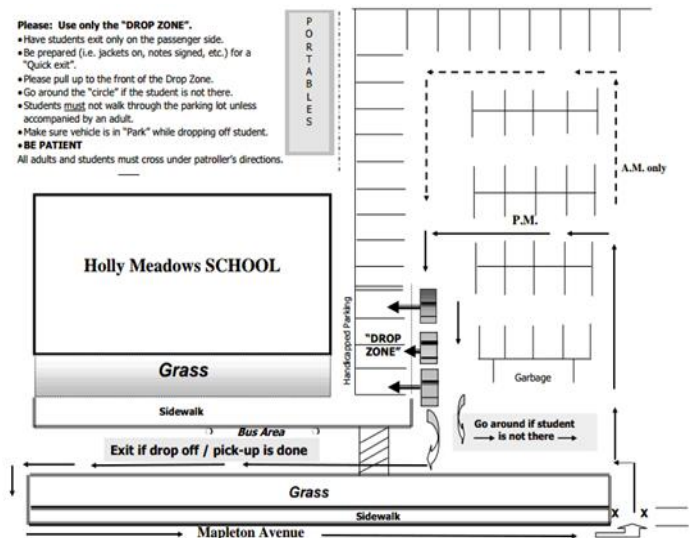 Please: Use only the “DROP ZONE”.
•Have students exit only on the passenger side.
•Be prepared (i.e. jackets on, notes signed, etc.) for a
“Quick exit”.
•Please pull up to the front of the Drop Zone.
•Go around the “circle” if the student is not there.
•Students must not walk through the parking lot unless
accompanied by an adult.
•Make sure vehicle is in “Park” while dropping off student.
•BE PATIENT
All adults and students must cross under patroller’s directions.
PORTABLES
A.M. only
P.M.
Holly Meadows SCHOOL
Handicapped Parking
“DROP
ZONE”
Grass
Garbage
Sidewalk
Bus Area
Go around if student
is not there
Exit if drop off / pick-up is done
Grass
Sidewalk
X X
Mapleton Avenue